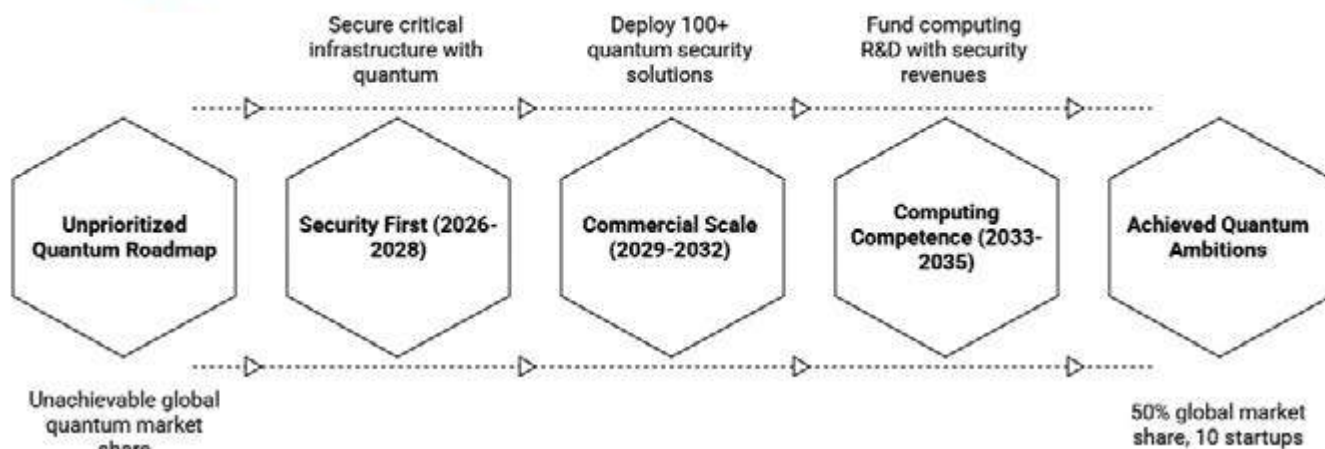 Secure critical
infrastructure with
quantum
Deploy 100+
quantum security
solutions
Fund computing
R&D with security
revenues
Unprioritized
Quantum Roadmap
Security First (2026-
2028)
Commercial Scale
(2029-2032)
Computing
Competence (2033-
2035)
Achieved Quantum
Ambitions
Unachievable global
quantum market
share
50% global market
share, 10 startups